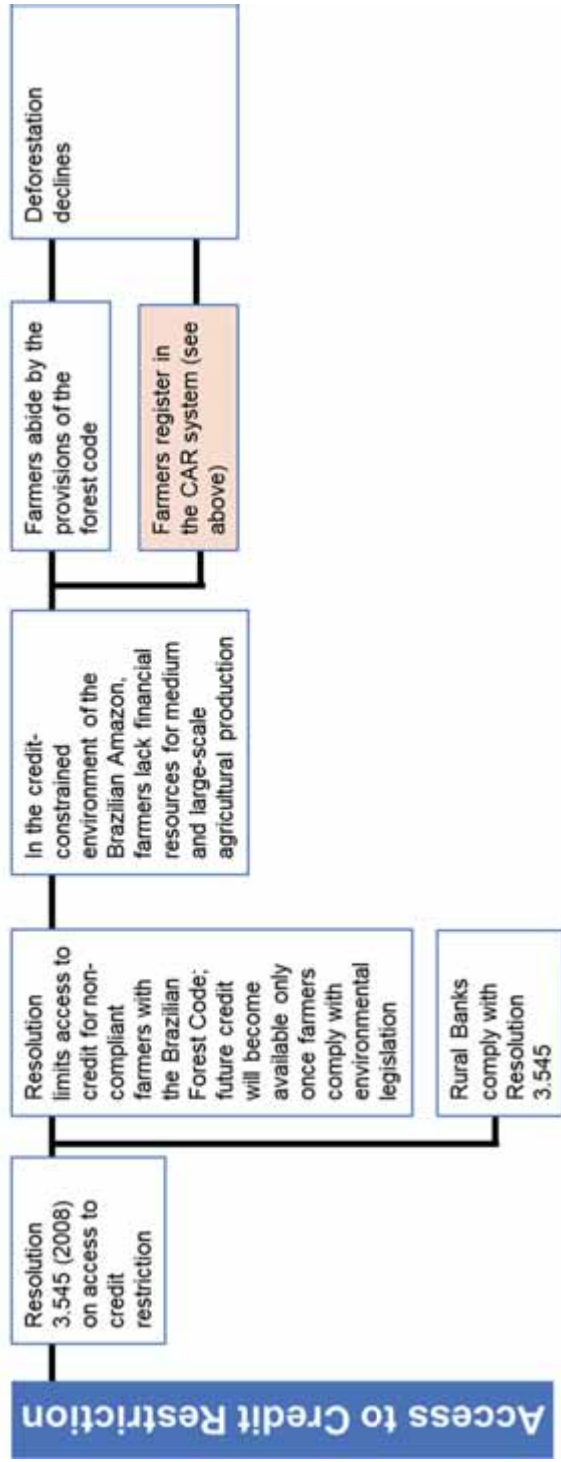 Access to Credit Restriction
Resolution
3.545 (2008)
on access to
credit
restriction
Resolution
limits access to
credit for non-
compliant
farmers with
the Brazilian
Forest Code;
future credit
will become
available only
once farmers
comply with
environmental
legislation
Rural Banks
comply with
Resolution
3.545
In the credit-
constrained
environment of the
Brazilian Amazon,
farmers lack financial
resources for medium
and large-scale
agricultural production
Farmers abide by the
provisions of the
forest code
Farmers register in
the CAR system (see
above)
Deforestation
declines